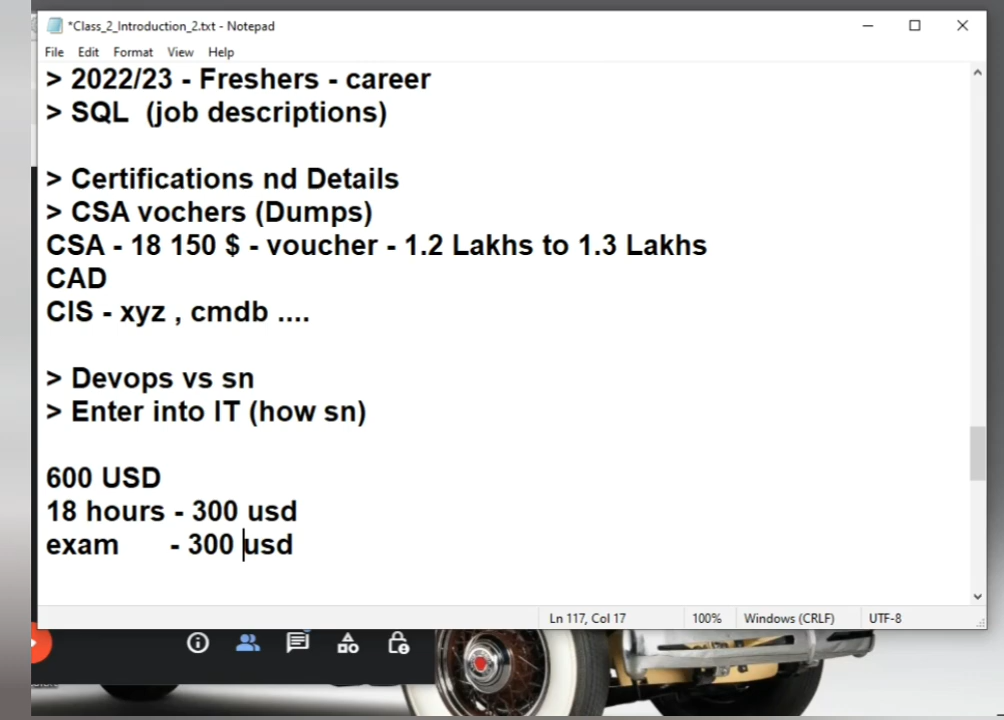 *Class_2_Introduction_2.txt - Notepad
File Edit Format View Help
> 2022/23 - Freshers - career
> SQL (job descriptions)
> Certifications nd Details
> CSA vochers (Dumps)
CSA - 18 150 $ - voucher - 1.2 Lakhs to 1.3 Lakhs
CAD
CIS - xyz , cmdb ....
> Devops vs sn
> Enter into IT (how sn)
600 USD
18 hours - 300 usd
exam - 300 usd
Ln 117, Col 17 100% Windows (CRLF) UTF-8